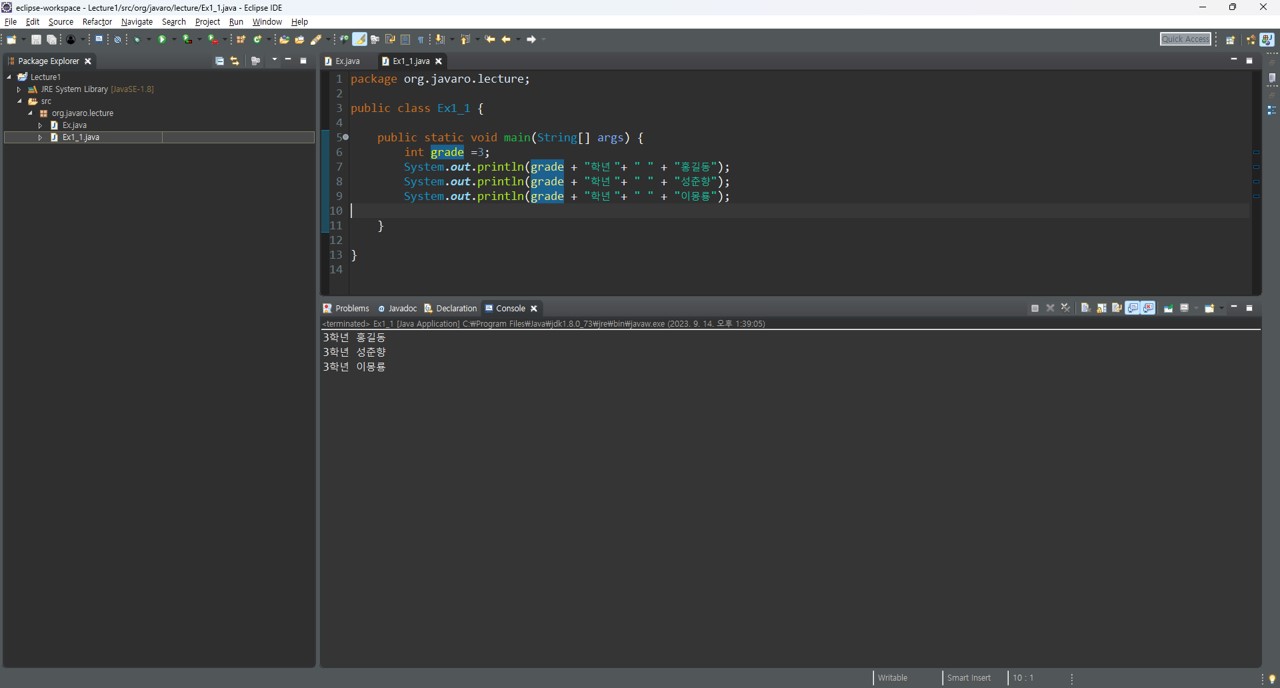 eclipse-workspace - Lecture1/src/org/javaro/lecture/Ex1_1.java - Eclipse IDE
File Edit Source Refactor Navigate Search Project Run Window Help
Quick Access
Package Explorer
Lecture1
JRE System Library [JavaSE-1.8]
src
org.javaro.lecture
Ex.java
Ex1_1.java
Ex.java Ex1_1.java
1 package org.javaro.lecture;
2
3 public class Ex1_1 {
4
5 public static void main(String[] args) {
6 int grade =3;
7 System.out.println(grade + "학년 "+ " " + "홍길동");
8 System.out.println(grade + "학년 "+ " " + "성춘향");
9 System.out.println(grade + "학년 "+ " " + "이몽룡");
10
11 }
12
13 }
14
Problems Javadoc Declaration Console
<terminated> Ex1_1 [Java Application] C:₩Program Files₩Java₩jdk1.8.0_73₩jre₩bin₩javaw.exe (2023. 9. 14. 오후 1:39:05)
3학년 홍길동
3학년 성춘향
3학년 이몽룡
Writable Smart Insert 10 : 1